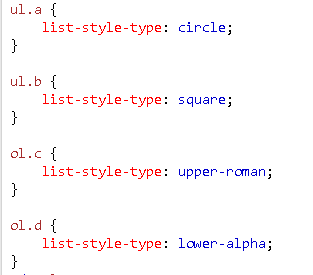 ul.a {
    list-style-type: circle;
}

ul.b {
    list-style-type: square;
}

ol.c {
    list-style-type: upper-roman;
}

ol.d {
    list-style-type: lower-alpha;
}